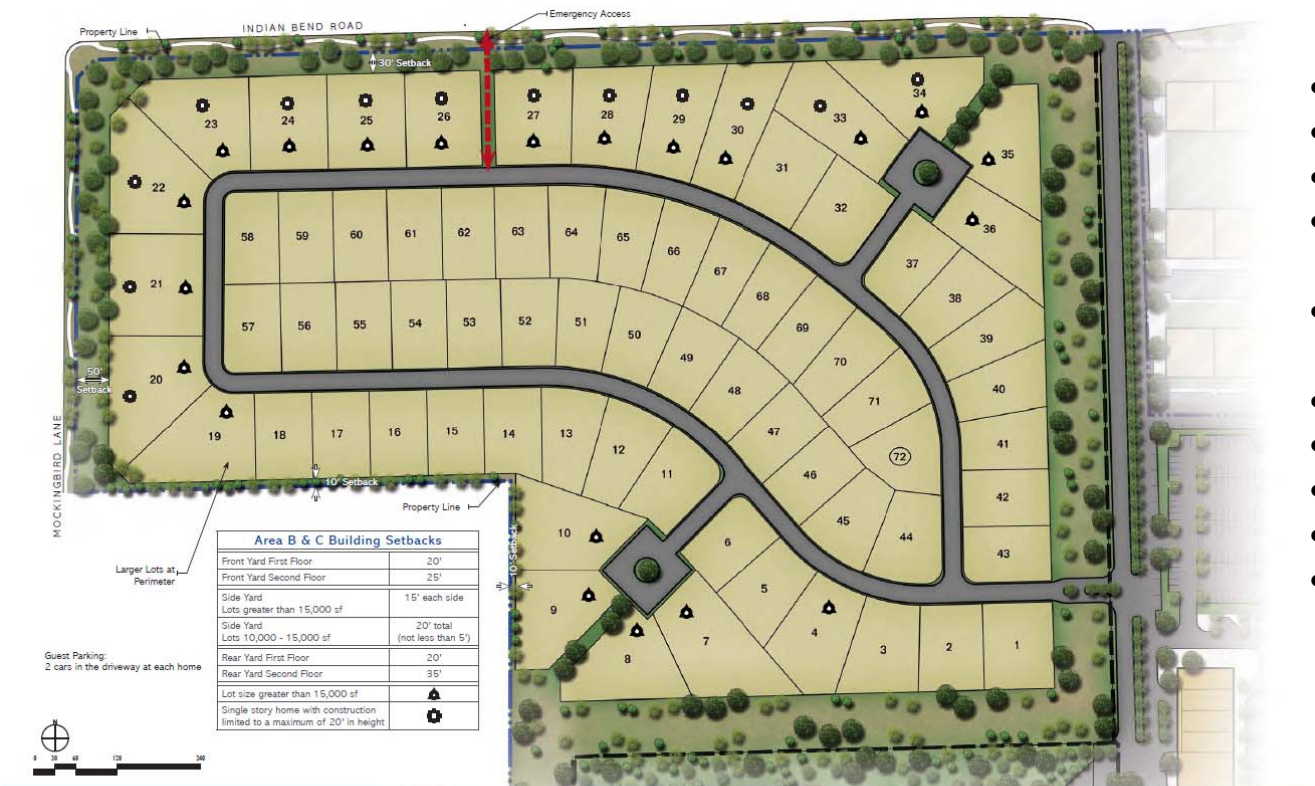 INDIAN BEND ROAD
Emergency Access
Property Line
30' Setback
23
24
25
26
27
28
29
30
31
32
33
34
35
36
37
38
39
40
41
42
43
22
21
20
19
18
17
16
15
14
13
12
11
10
9
8
7
6
5
4
3
2
1
58
59
60
61
62
63
64
65
66
67
68
69
70
71
72
57
56
55
54
53
52
51
50
49
48
47
46
45
44
50'
Setback
MOCKINGBIRD LANE
10' Setback
Property Line
10' Setback
Larger Lots at
Perimeter
Area B & C Building Setbacks
Front Yard First Floor 20'
Front Yard Second Floor 25'
Side Yard 15' each side
Lots greater than 15,000 sf
Side Yard 20' total
Lots 10,000 - 15,000 sf (not less than 5')
Rear Yard First Floor 20'
Rear Yard Second Floor 35'
Lot size greater than 15,000 sf
Single story home with construction
limited to a maximum of 20' in height
Guest Parking:
2 cars in the driveway at each home
N
0 30 60 120 240